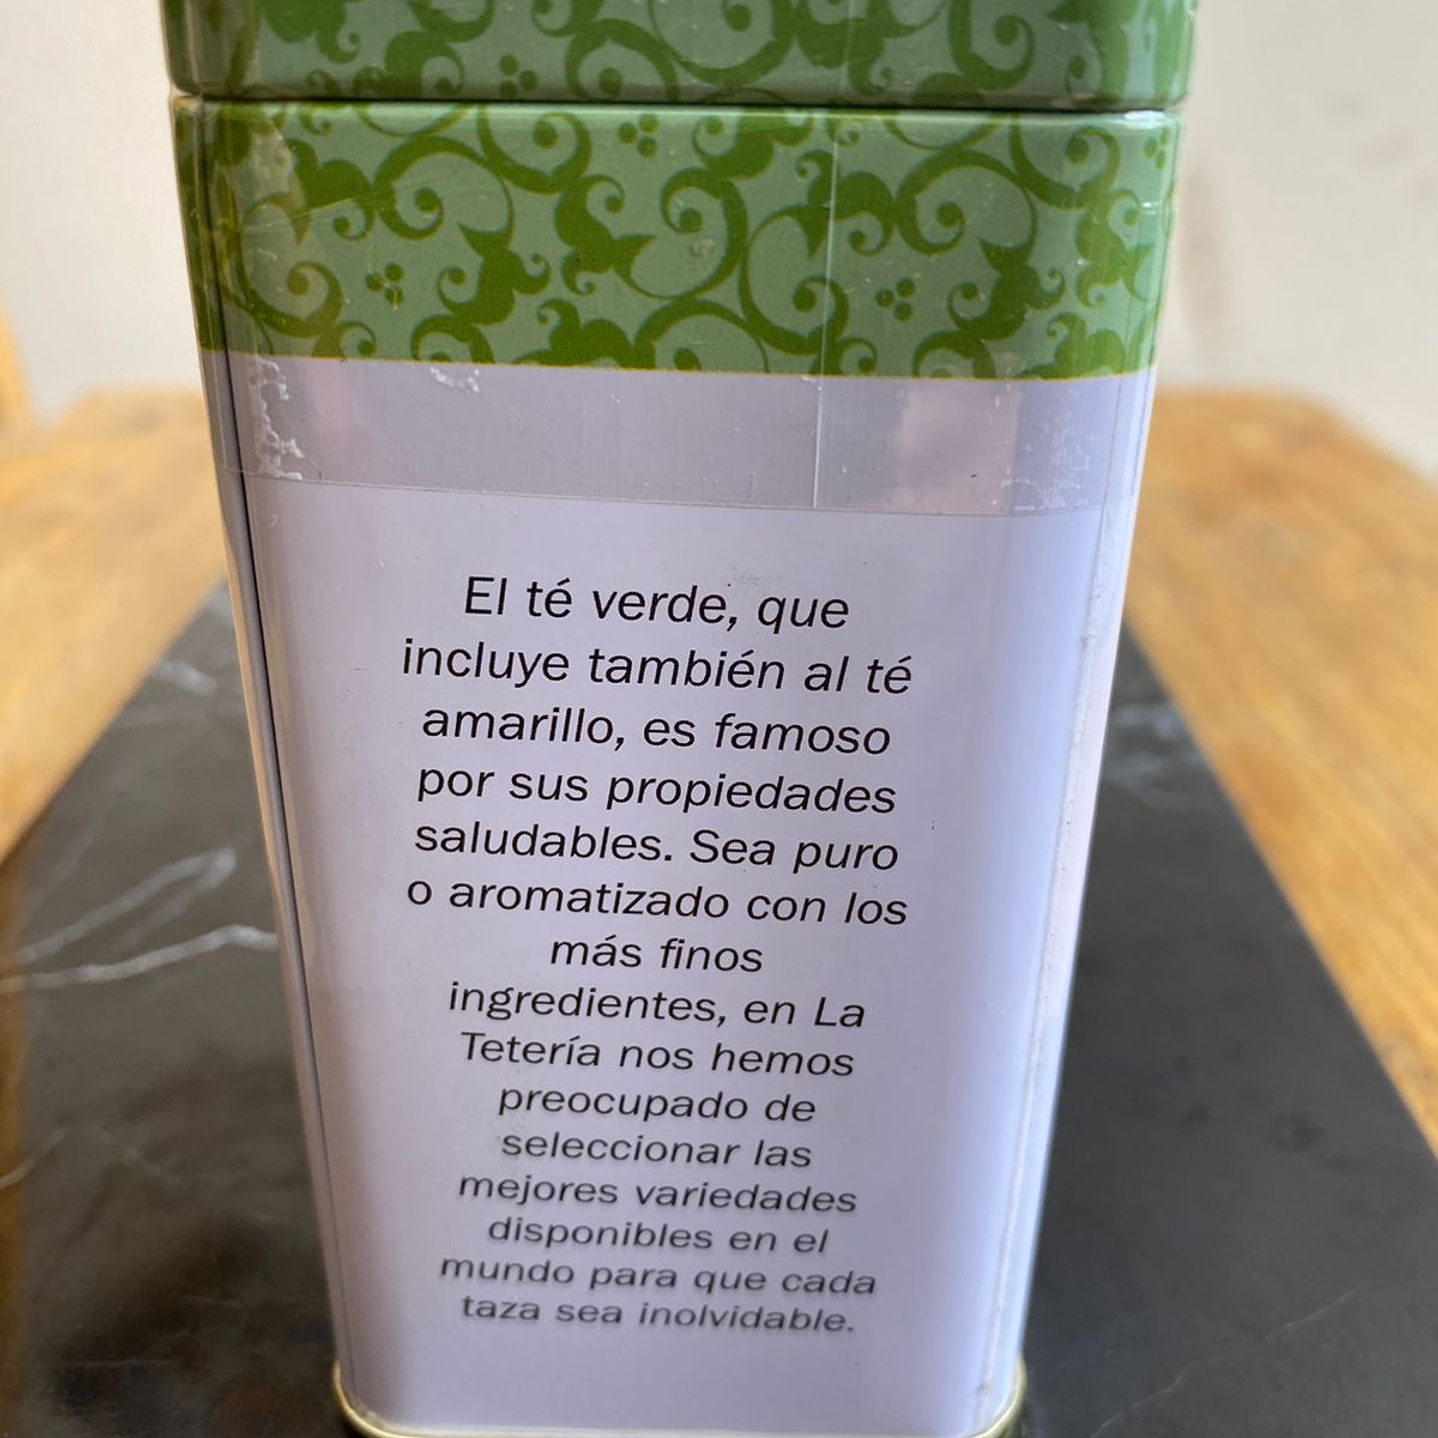 El té verde, que
incluye también al té
amarillo, es famoso
por sus propiedades
saludables. Sea puro
o aromatizado con los
más finos
ingredientes, en La
Tetería nos hemos
preocupado de
seleccionar las
mejores variedades
disponibles en el
mundo para que cada
taza sea inolvidable.